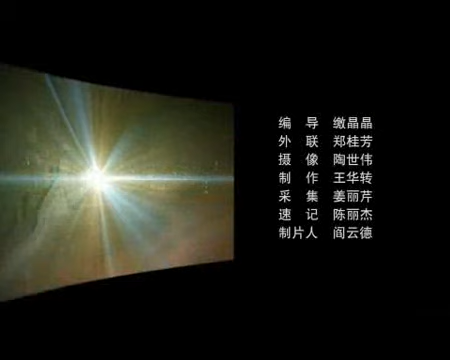 编 导 缴晶晶
外 联 郑桂芳
摄 像 陶世伟
制 作 王华转
采 集 姜丽芹
速 记 陈丽杰
制片人 阎云德